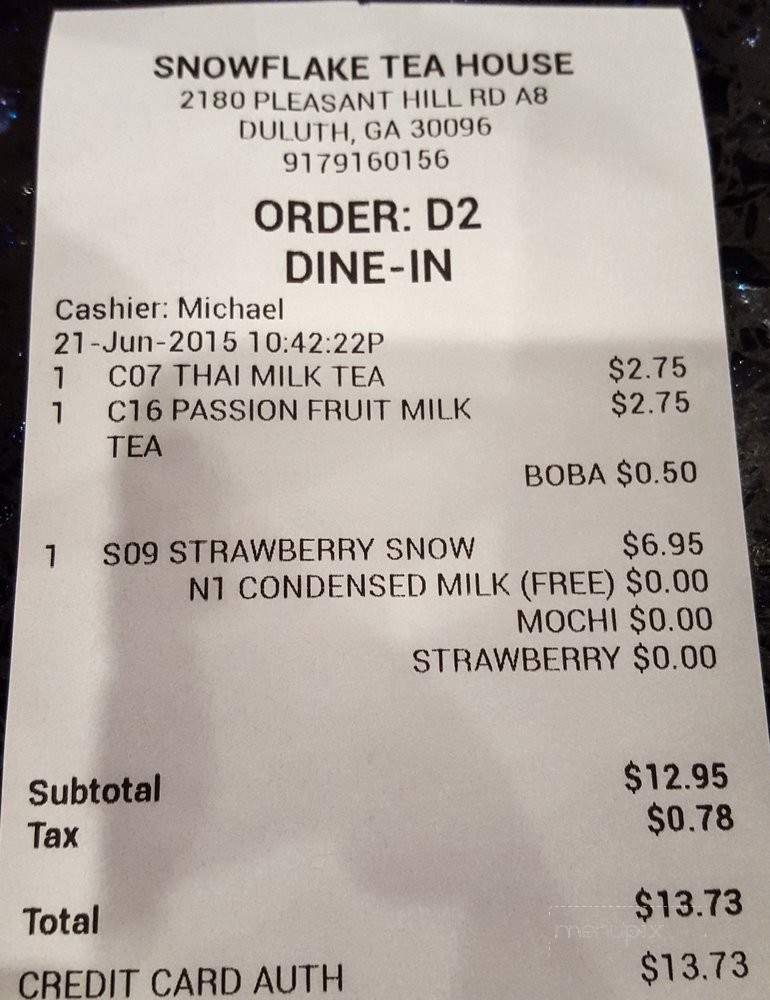 SNOWFLAKE TEA HOUSE
2180 PLEASANT HILL RD A8
DULUTH, GA 30096
9179160156
ORDER: D2
DINE-IN
Cashier: Michael
21-Jun-2015 10:42:22P
1 C07 THAI MILK TEA $2.75
1 C16 PASSION FRUIT MILK $2.75
TEA
BOBA $0.50
1 S09 STRAWBERRY SNOW $6.95
N1 CONDENSED MILK (FREE) $0.00
MOCHI $0.00
STRAWBERRY $0.00
Subtotal $12.95
Tax $0.78
Total $13.73
menupix
CREDIT CARD AUTH $13.73